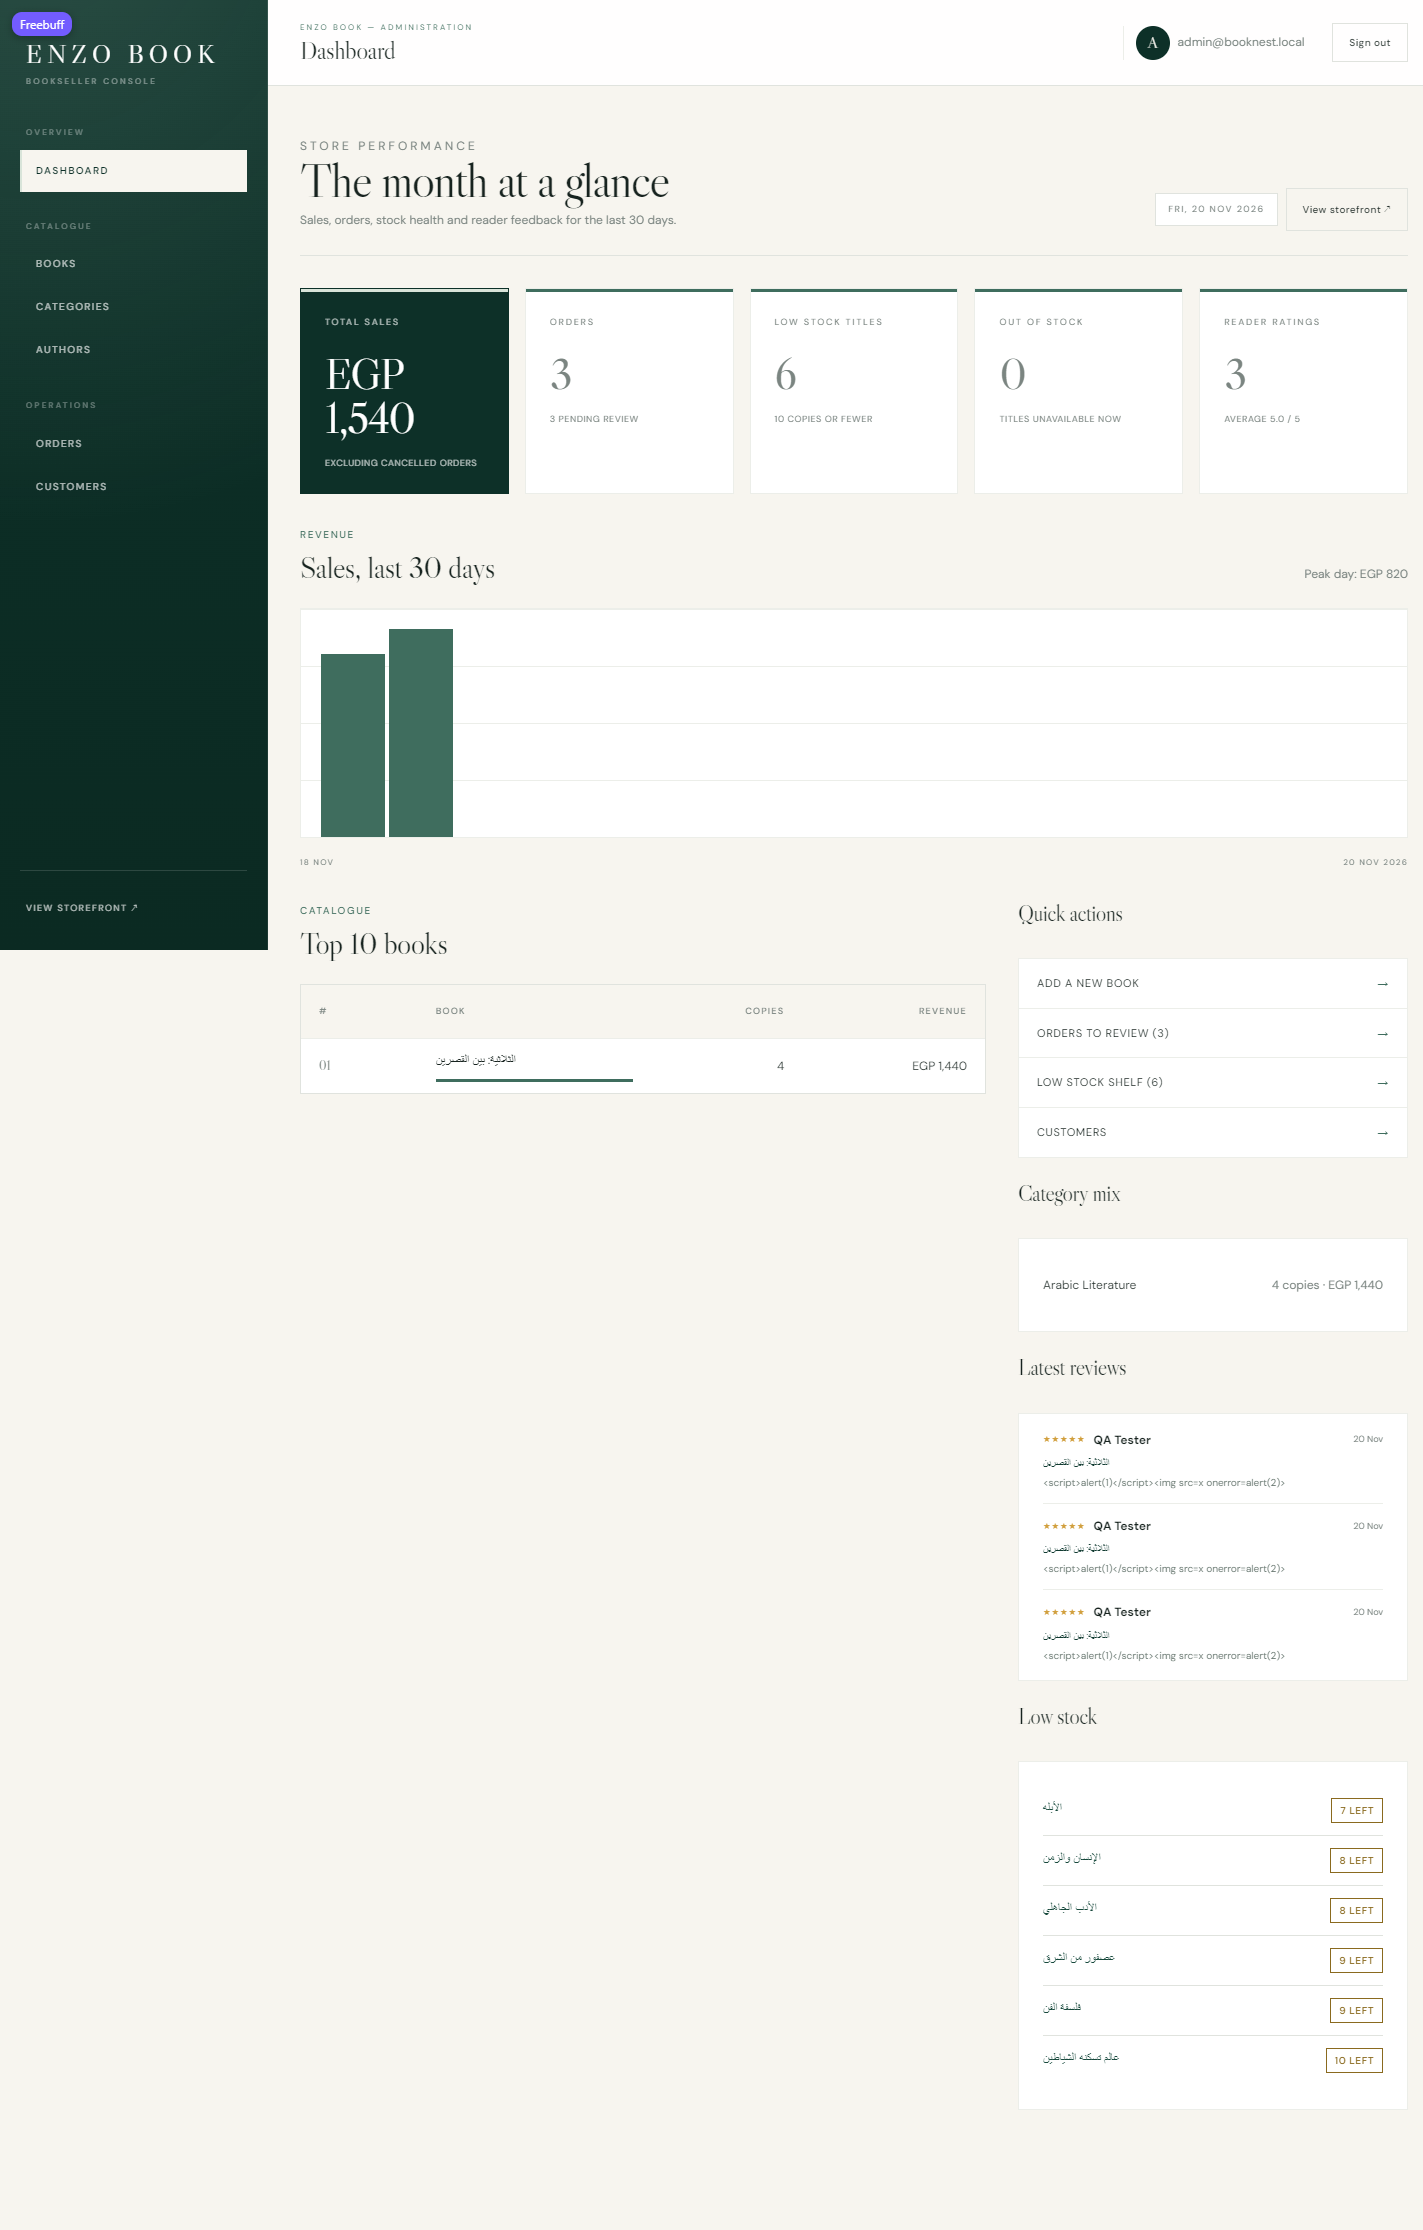 Freebuff
ENZO BOOK
BOOKSELLER CONSOLE
OVERVIEW
DASHBOARD
CATALOGUE
BOOKS
CATEGORIES
AUTHORS
OPERATIONS
ORDERS
CUSTOMERS
VIEW STOREFRONT ↗
ENZO BOOK — ADMINISTRATION
Dashboard
A
admin@booknest.local
Sign out
STORE PERFORMANCE
The month at a glance
Sales, orders, stock health and reader feedback for the last 30 days.
FRI, 20 NOV 2026
View storefront ↗
TOTAL SALES
EGP
1,540
EXCLUDING CANCELLED ORDERS
ORDERS
3
3 PENDING REVIEW
LOW STOCK TITLES
6
10 COPIES OR FEWER
OUT OF STOCK
0
TITLES UNAVAILABLE NOW
READER RATINGS
3
AVERAGE 5.0 / 5
REVENUE
Sales, last 30 days
Peak day: EGP 820
18 NOV
20 NOV 2026
CATALOGUE
Top 10 books
# BOOK COPIES REVENUE
01 الثلاثية: بين القصرين 4 EGP 1,440
Quick actions
ADD A NEW BOOK →
ORDERS TO REVIEW (3) →
LOW STOCK SHELF (6) →
CUSTOMERS →
Category mix
Arabic Literature 4 copies · EGP 1,440
Latest reviews
★★★★★ QA Tester 20 Nov
الثلاثية: بين القصرين
<script>alert(1)</script><img src=x onerror=alert(2)>
★★★★★ QA Tester 20 Nov
الثلاثية: بين القصرين
<script>alert(1)</script><img src=x onerror=alert(2)>
★★★★★ QA Tester 20 Nov
الثلاثية: بين القصرين
<script>alert(1)</script><img src=x onerror=alert(2)>
Low stock
الأبله 7 LEFT
الإنسان والزمن 8 LEFT
الأدب الجاهلي 8 LEFT
عصفور من الشرق 9 LEFT
فلسفة الفن 9 LEFT
عالم تسكنه الشياطين 10 LEFT